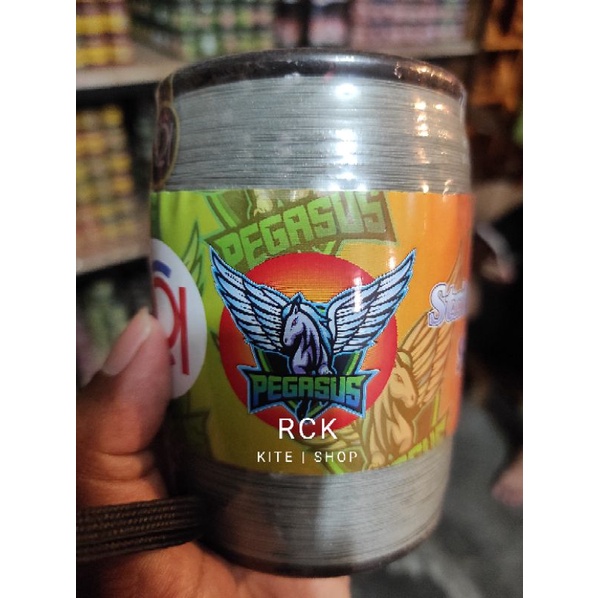 PEGASUS
PEGASUS
RCK
KITE | SHOP